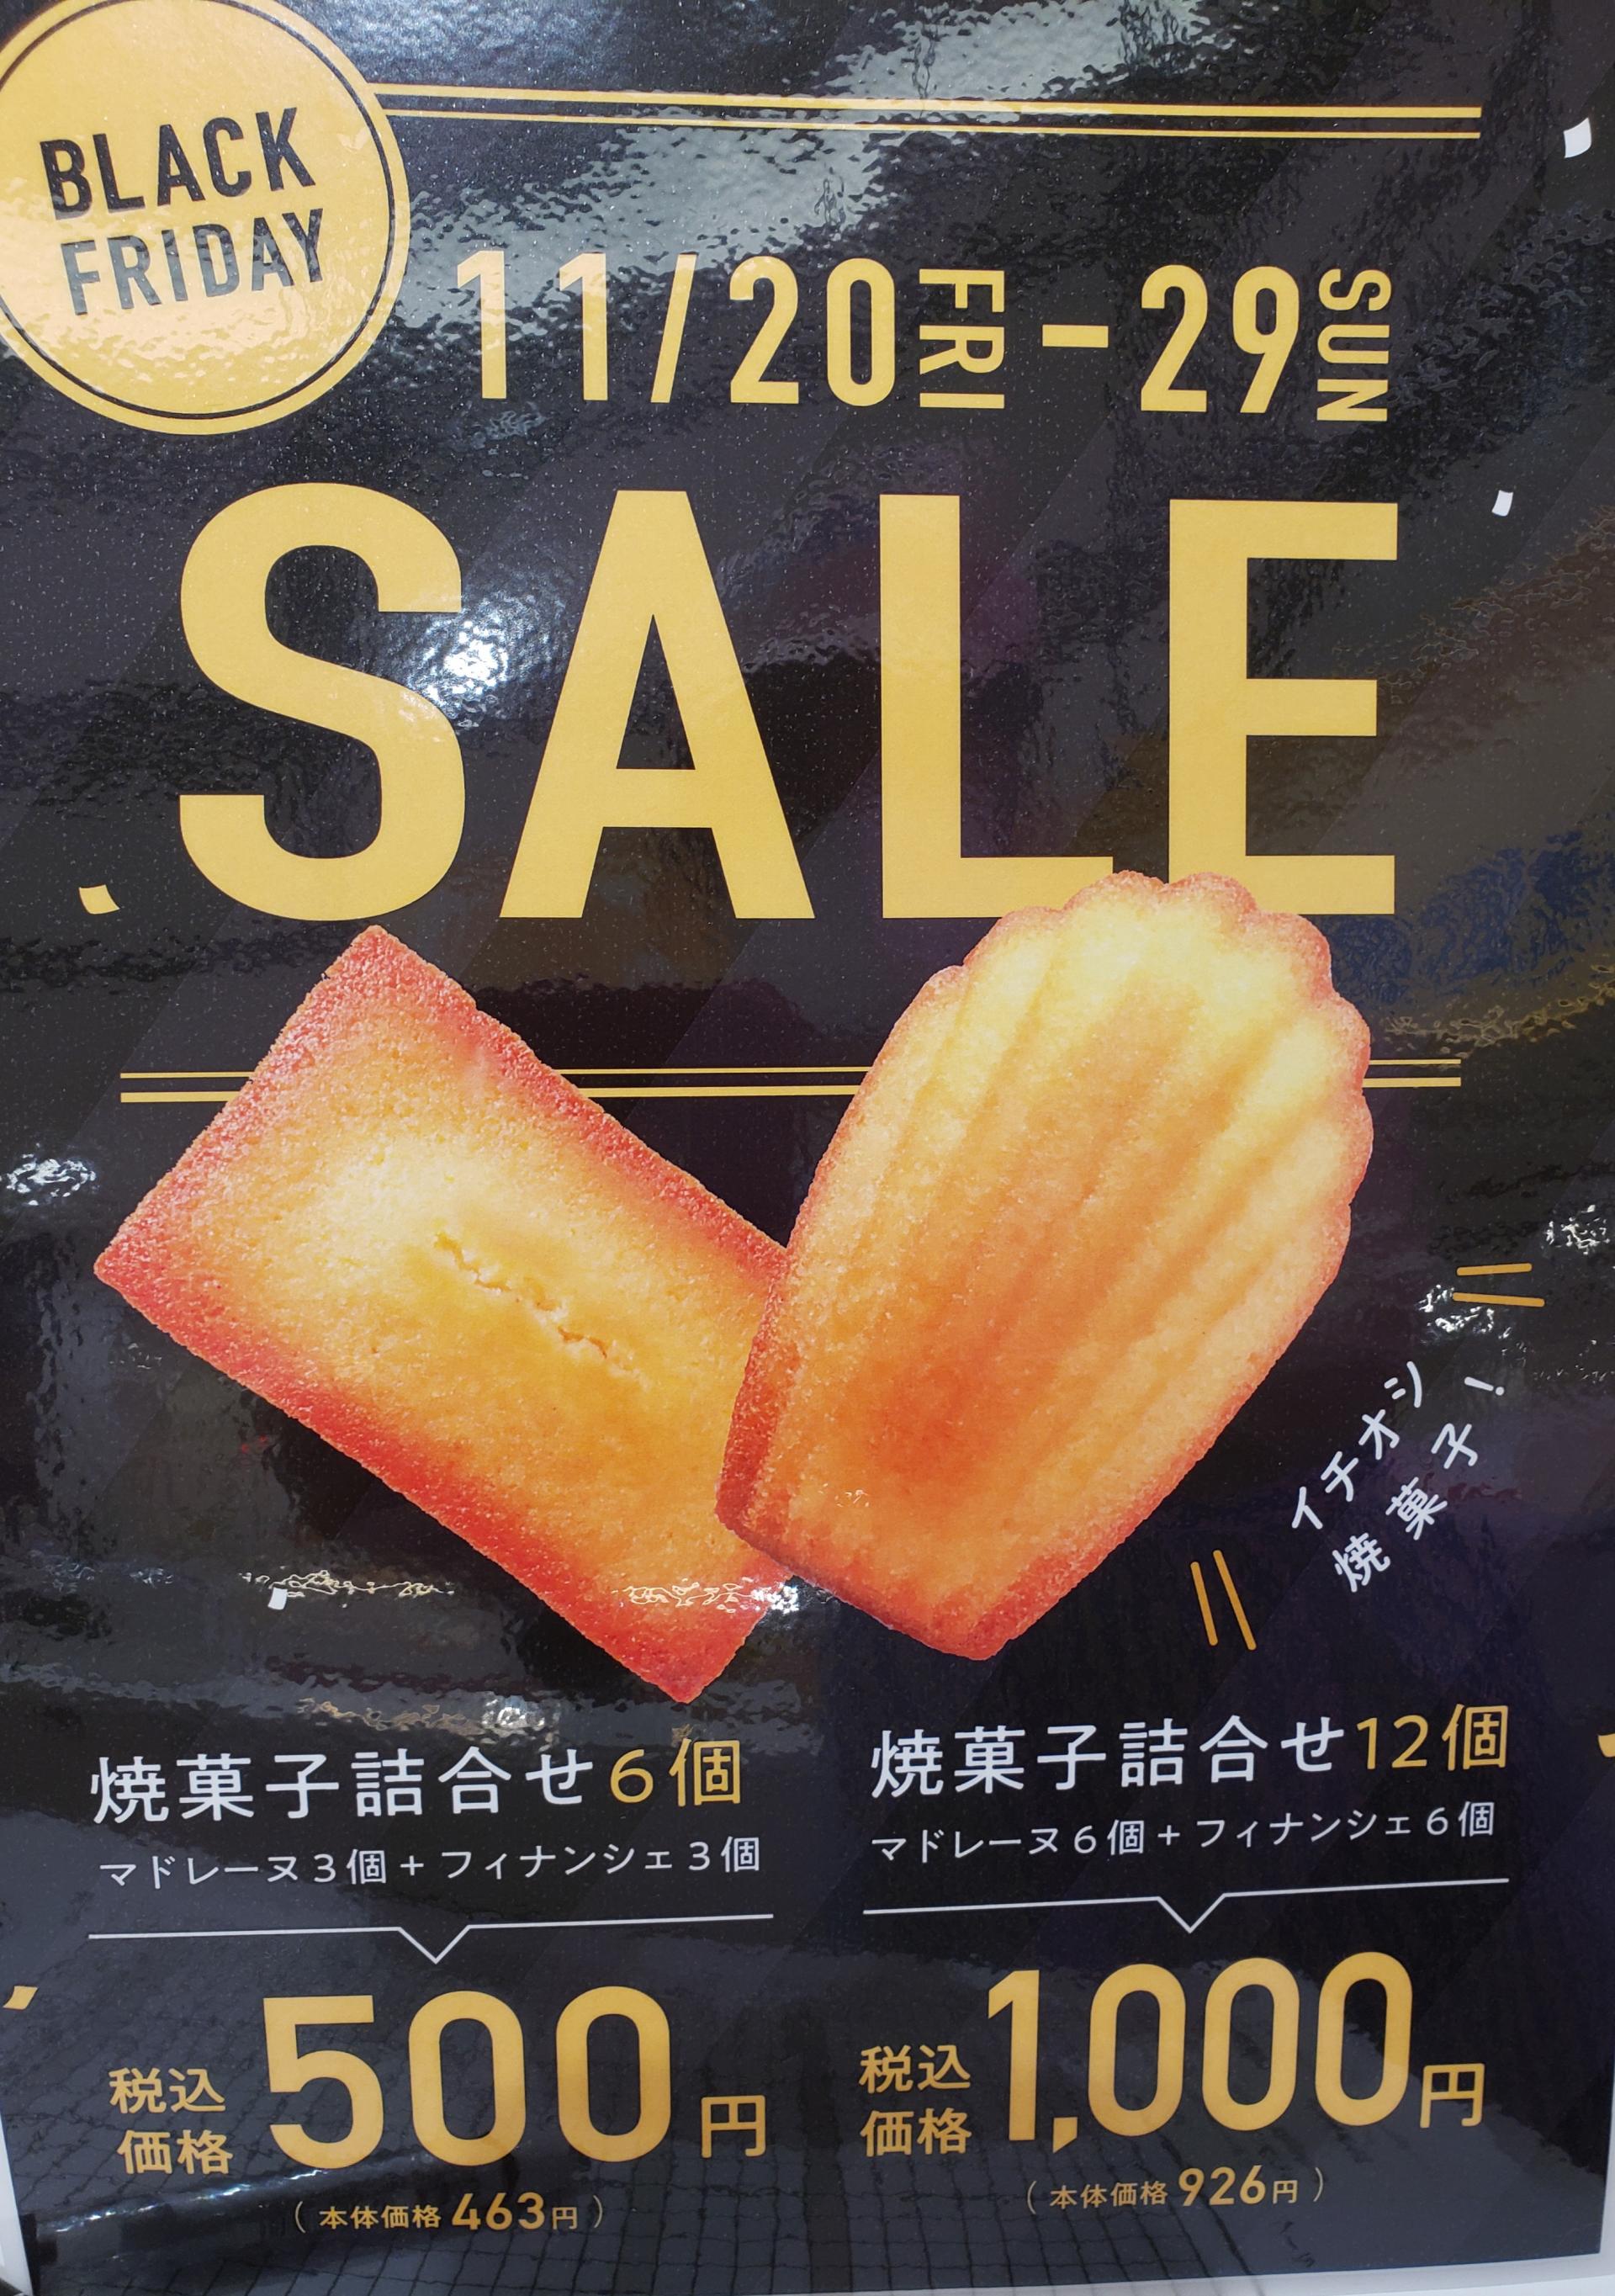 BLACK
FRIDAY
11/20 FRI - 29 SUN
SALE
イチオシ
焼菓子！
焼菓子詰合せ6個
マドレーヌ3個+フィナンシェ3個
税込
価格
500円
（本体価格463円）
焼菓子詰合せ12個
マドレーヌ6個+フィナンシェ6個
税込
価格
1,000円
（本体価格926円）